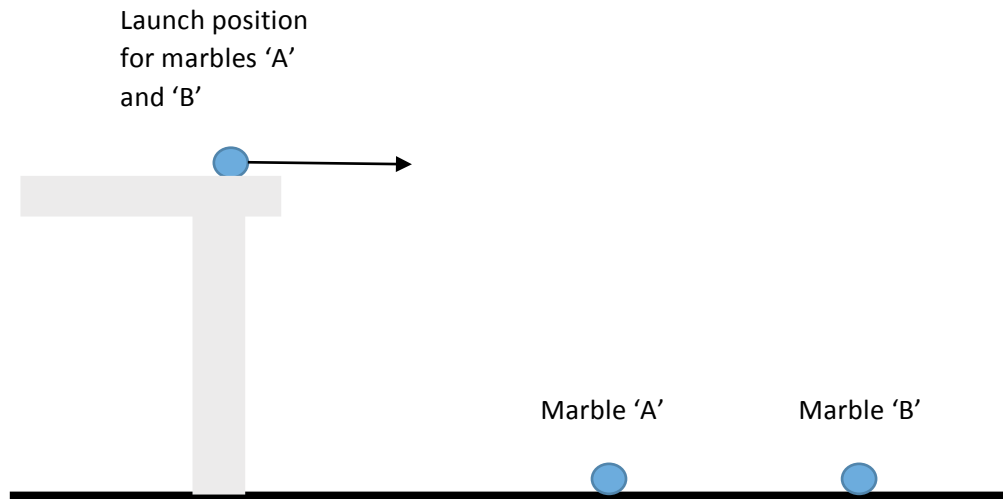 Launch position
for marbles ‘A’
and ‘B’
Marble ‘A’
Marble ‘B’